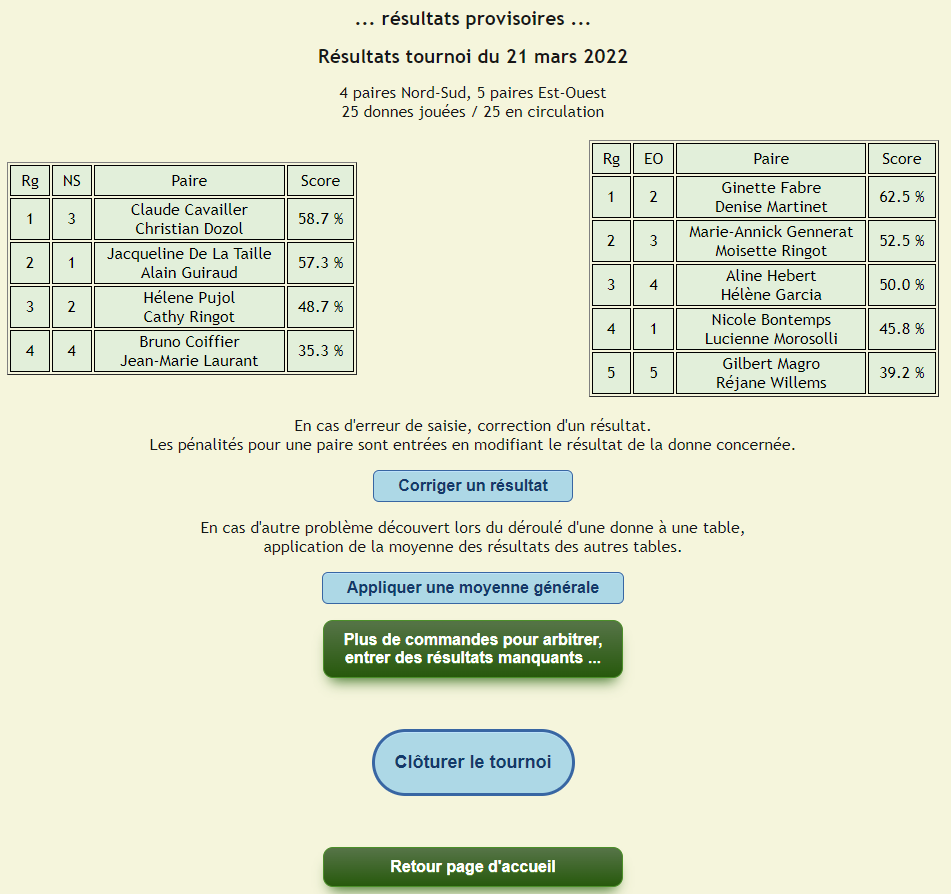 ... résultats provisoires ...
Résultats tournoi du 21 mars 2022
4 paires Nord-Sud, 5 paires Est-Ouest
25 donnes jouées / 25 en circulation
Rg NS Paire Score
1 3 Claude Cavailler
Christian Dozol 58.7 %
2 1 Jacqueline De La Taille
Alain Guiraud 57.3 %
3 2 Hélene Pujol
Cathy Ringot 48.7 %
4 4 Bruno Coiffier
Jean-Marie Laurant 35.3 %
Rg EO Paire Score
1 2 Ginette Fabre
Denise Martinet 62.5 %
2 3 Marie-Annick Gennerat
Moisette Ringot 52.5 %
3 4 Aline Hebert
Hélène Garcia 50.0 %
4 1 Nicole Bontemps
Lucienne Morosolli 45.8 %
5 5 Gilbert Magro
Réjane Willems 39.2 %
En cas d'erreur de saisie, correction d'un résultat.
Les pénalités pour une paire sont entrées en modifiant le résultat de la donne concernée.
Corriger un résultat
En cas d'autre problème découvert lors du déroulé d'une donne à une table,
application de la moyenne des résultats des autres tables.
Appliquer une moyenne générale
Plus de commandes pour arbitrer,
entrer des résultats manquants ...
Clôturer le tournoi
Retour page d'accueil